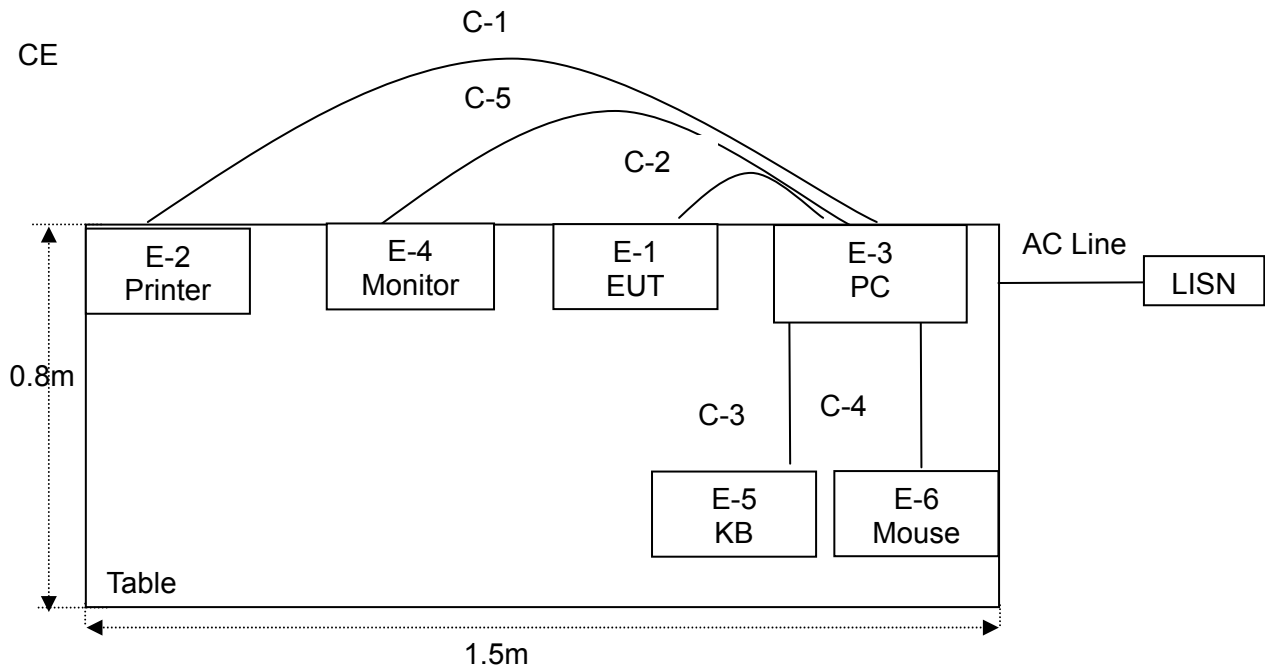 C-1
CE
C-5
C-2
E-2
Printer
E-4
Monitor
E-1
EUT
E-3
PC
AC Line
LISN
0.8m
C-3
C-4
E-5
KB
E-6
Mouse
Table
1.5m